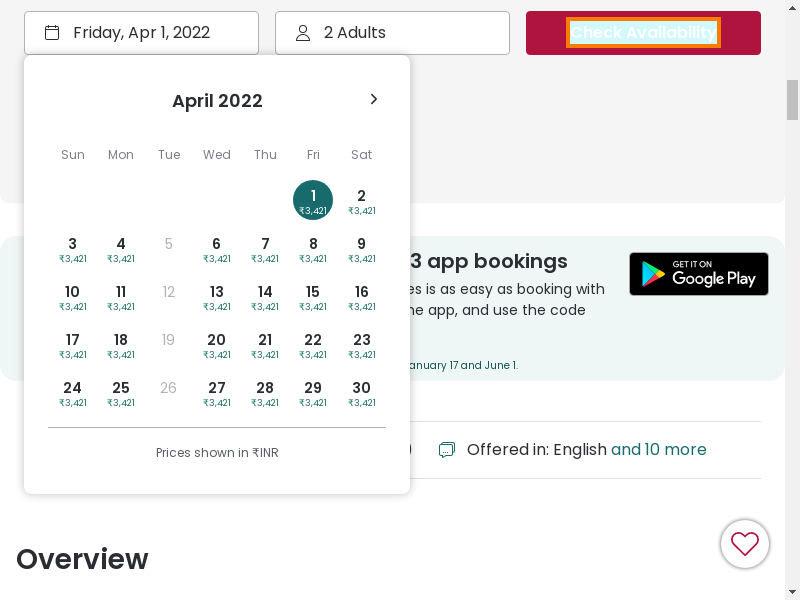 Friday, Apr 1, 2022
2 Adults
Check Availability
April 2022
Sun Mon Tue Wed Thu Fri Sat
1 2
₹3,421 ₹3,421
3 4 5 6 7 8 9
₹3,421 ₹3,421 ₹3,421 ₹3,421 ₹3,421 ₹3,421
10 11 12 13 14 15 16
₹3,421 ₹3,421 ₹3,421 ₹3,421 ₹3,421 ₹3,421
17 18 19 20 21 22 23
₹3,421 ₹3,421 ₹3,421 ₹3,421 ₹3,421 ₹3,421
24 25 26 27 28 29 30
₹3,421 ₹3,421 ₹3,421 ₹3,421 ₹3,421 ₹3,421
Prices shown in ₹INR
3 app bookings
es is as easy as booking with
app, and use the code
anuary 17 and June 1.
GET IT ON
Google Play
Offered in: English and 10 more
Overview